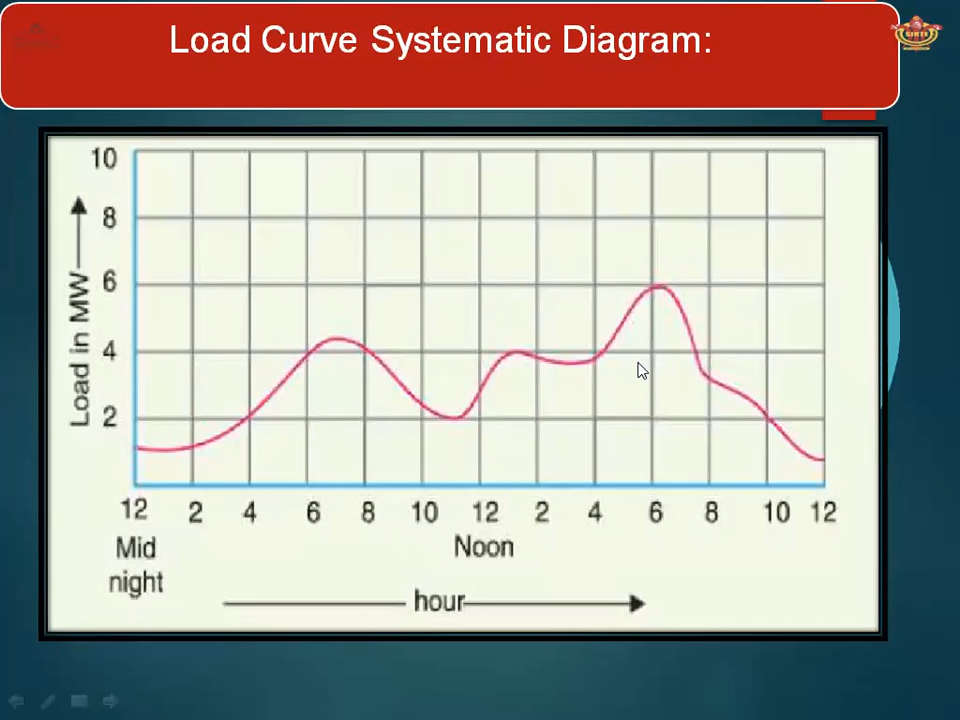 Load Curve Systematic Diagram:
10
8
6
4
2
Load in MW
12 2 4 6 8 10 12 2 4 6 8 10 12
Mid Noon
night
hour